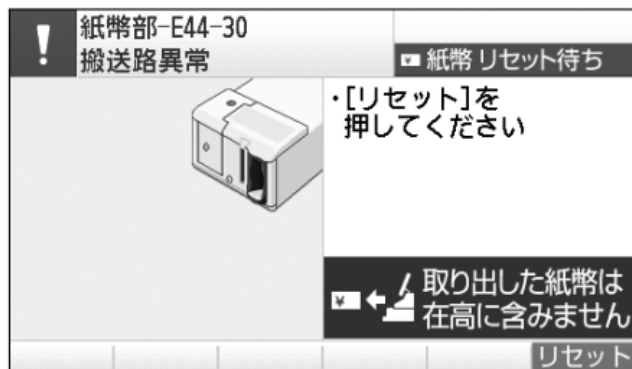 紙幣部-E44-30
搬送路異常
紙幣 リセット待ち
・[リセット]を
押してください
取り出した紙幣は
在高に含みません
リセット